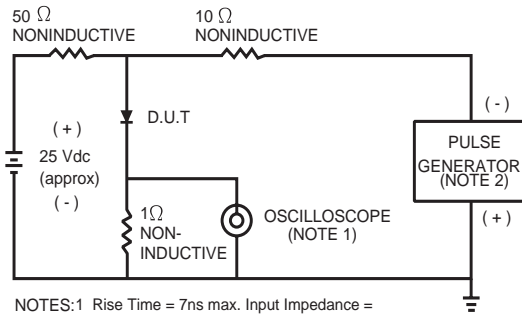 50 Ω
NONINDUCTIVE
10 Ω
NONINDUCTIVE
D.U.T
( + )
25 Vdc
(approx)
( - )
( - )
PULSE
GENERATOR
(NOTE 2)
( + )
1Ω
NON-
INDUCTIVE
OSCILLOSCOPE
(NOTE 1)
NOTES:1 Rise Time = 7ns max. Input Impedance =